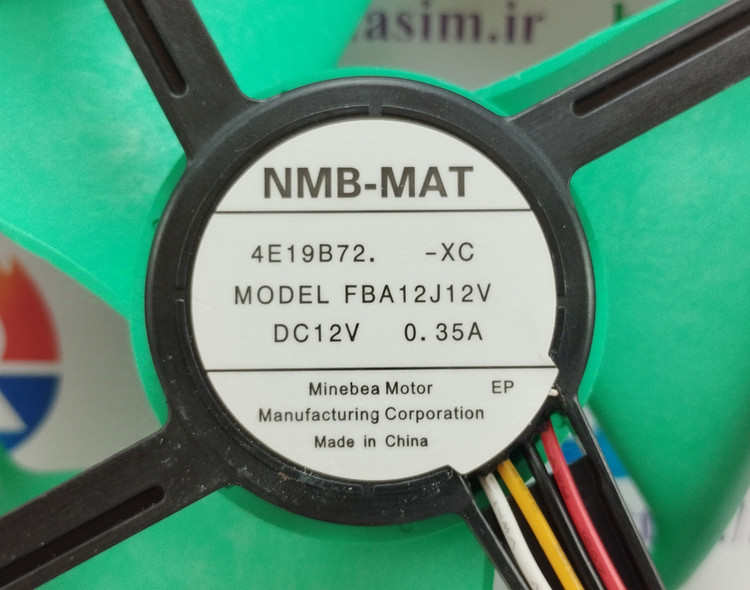 asim.ir
NMB-MAT
4E19B72. -XC
MODEL FBA12J12V
DC12V 0.35A
Minebea Motor EP
Manufacturing Corporation
Made in China